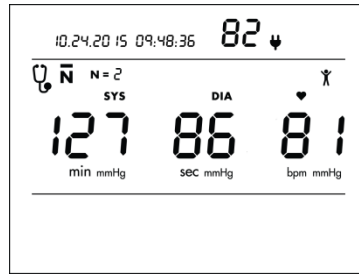 10.24.2015 09:48:36 82
N̅ N = 2
SYS DIA
127 86 81
min mmHg sec mmHg bpm mmHg